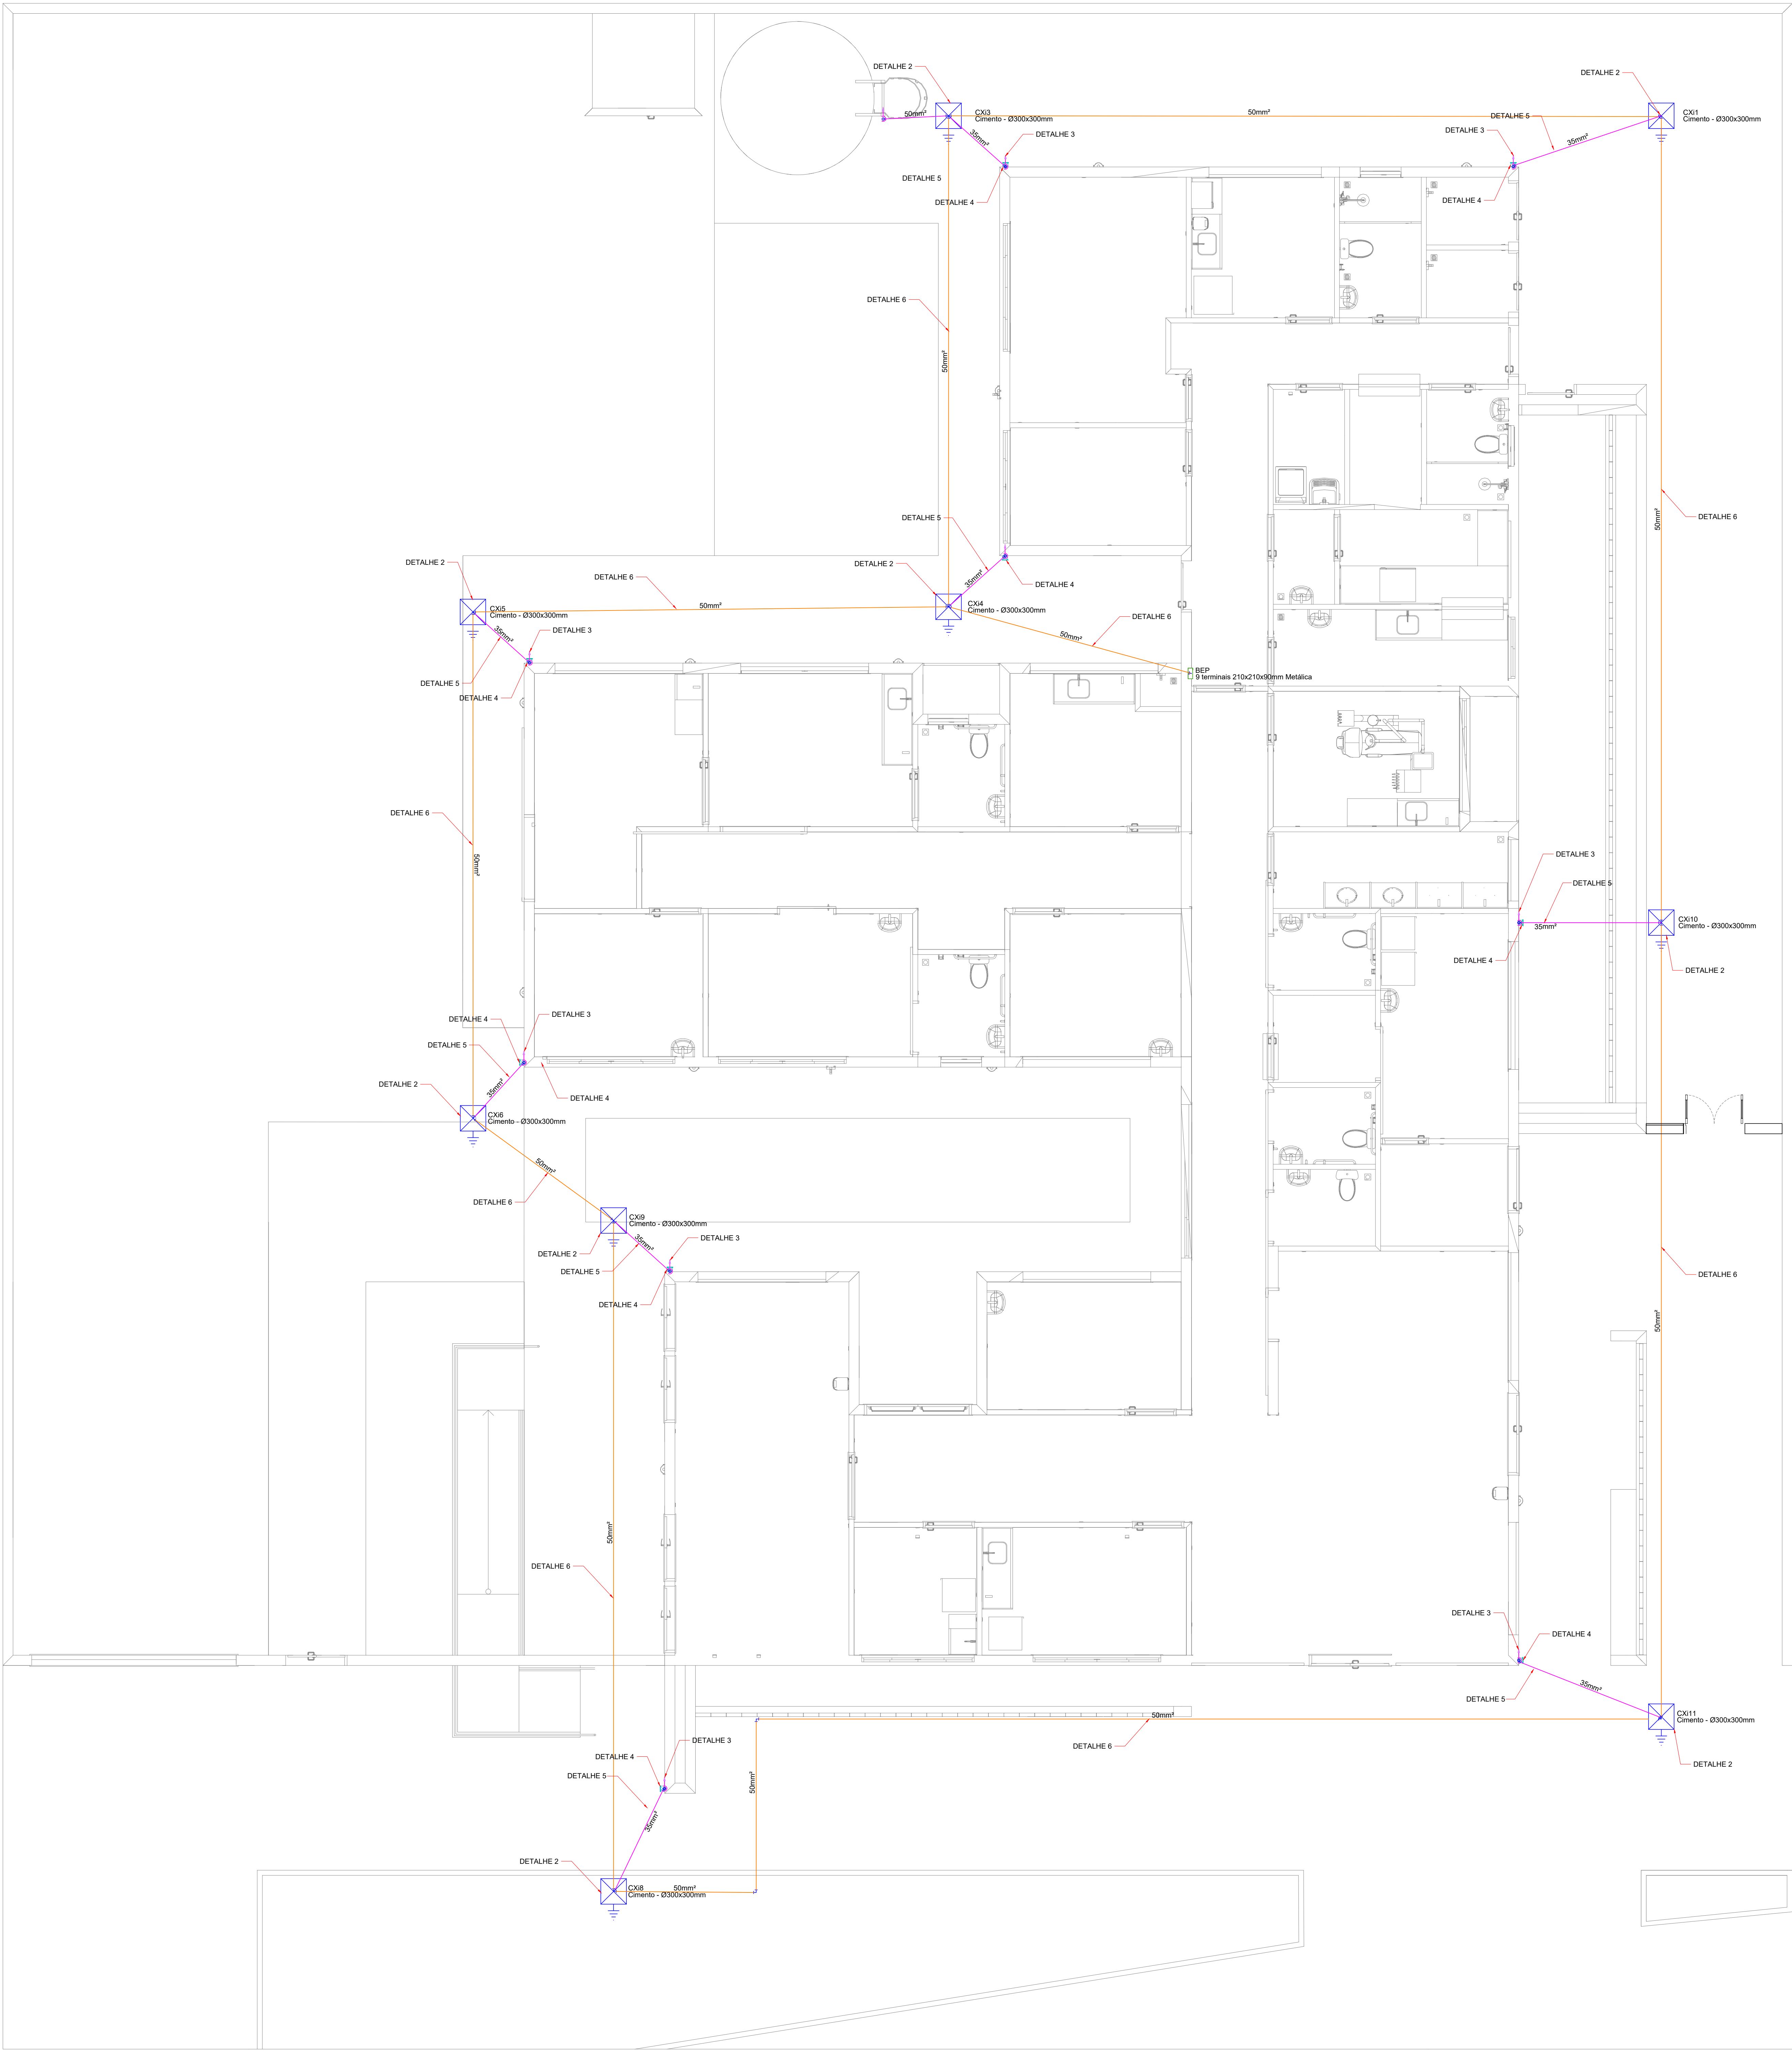 DETALHE 2
DETALHE 2
CXi3
Cimento - Ø300x300mm
50mm²
50mm²
CXi1
Cimento - Ø300x300mm
DETALHE 5
DETALHE 3
35mm²
DETALHE 3
35mm²
DETALHE 5
DETALHE 4
DETALHE 4
DETALHE 6
50mm²
DETALHE 5
50mm²
DETALHE 6
DETALHE 2
DETALHE 6
DETALHE 2
35mm²
DETALHE 4
CXi5
Cimento - Ø300x300mm
50mm²
CXi4
Cimento - Ø300x300mm
DETALHE 6
35mm²
DETALHE 3
50mm²
BEP
9 terminais 210x210x90mm Metálica
DETALHE 5
DETALHE 4
DETALHE 6
50mm²
DETALHE 3
DETALHE 5
CXi10
Cimento - Ø300x300mm
35mm²
DETALHE 4
DETALHE 2
DETALHE 4
DETALHE 3
DETALHE 5
DETALHE 2
35mm²
DETALHE 4
CXi6
Cimento - Ø300x300mm
50mm²
DETALHE 6
CXi9
Cimento - Ø300x300mm
DETALHE 2
35mm²
DETALHE 3
DETALHE 5
DETALHE 4
DETALHE 6
50mm²
50mm²
DETALHE 6
DETALHE 3
DETALHE 4
DETALHE 5
35mm²
CXi11
Cimento - Ø300x300mm
50mm²
DETALHE 6
DETALHE 2
DETALHE 3
DETALHE 4
DETALHE 5
50mm²
35mm²
DETALHE 2
CXi8
Cimento - Ø300x300mm
50mm²